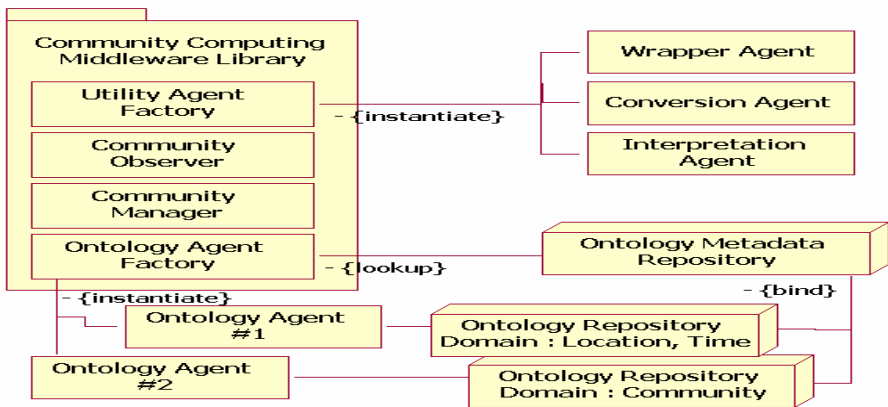 Community Computing
Middleware Library
Utility Agent
Factory
- {instantiate}
Wrapper Agent
Conversion Agent
Interpretation
Agent
Community
Observer
Community
Manager
Ontology Agent
Factory
- {lookup}
Ontology Metadata
Repository
- {instantiate}
- {bind}
Ontology Agent
#1
Ontology Repository
Domain : Location, Time
Ontology Agent
#2
Ontology Repository
Domain : Community